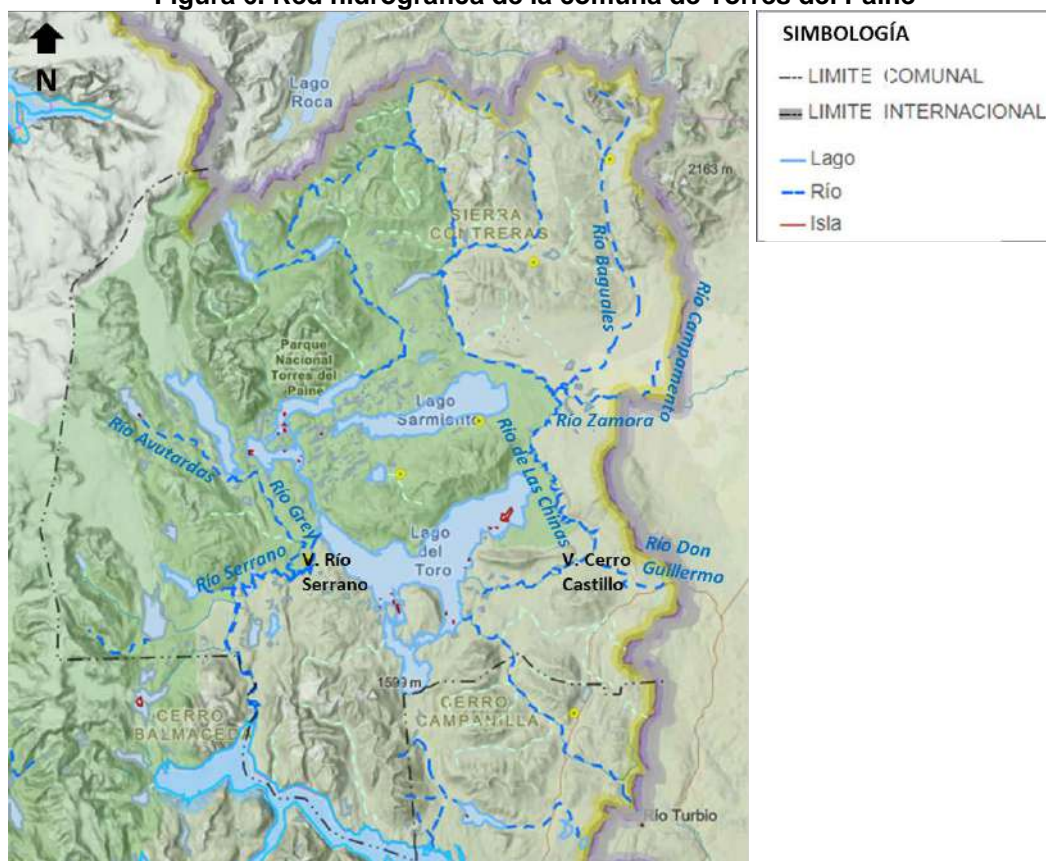 Figura 6. Red hidrográfica de la comuna de Torres del Paine
N
Lago
Roca
2163 m
SIERRA
CONTRERAS
Río Baguales
Río Campamento
Parque
Nacional
Torres del
Paine
Lago
Sarmiento
Río Zamora
Río Avutardas
Río Grey
Río de Las Chinas
Lago
del
Toro
Río Serrano
V. Río
Serrano
V. Cerro
Castillo
Río Don
Guillermo
1599 m
CERRO
BALMACEDA
CERRO
CAMPANILLA
Río Turbio
SIMBOLOGÍA
LIMITE COMUNAL
LIMITE INTERNACIONAL
Lago
Río
Isla